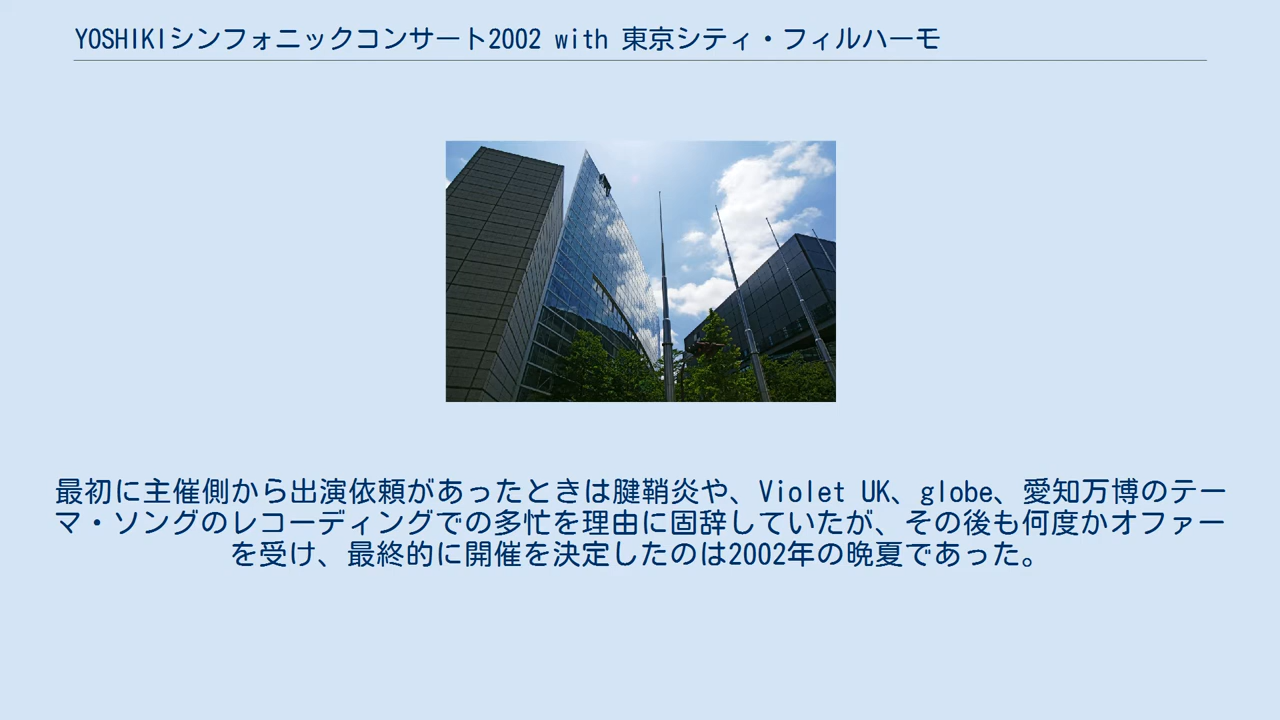 YOSHIKIシンフォニックコンサート2002 with 東京シティ・フィルハーモ
最初に主催側から出演依頼があったときは腱鞘炎や、Violet UK、globe、愛知万博のテー
マ・ソングのレコーディングでの多忙を理由に固辞していたが、その後も何度かオファー
を受け、最終的に開催を決定したのは2002年の晩夏であった。